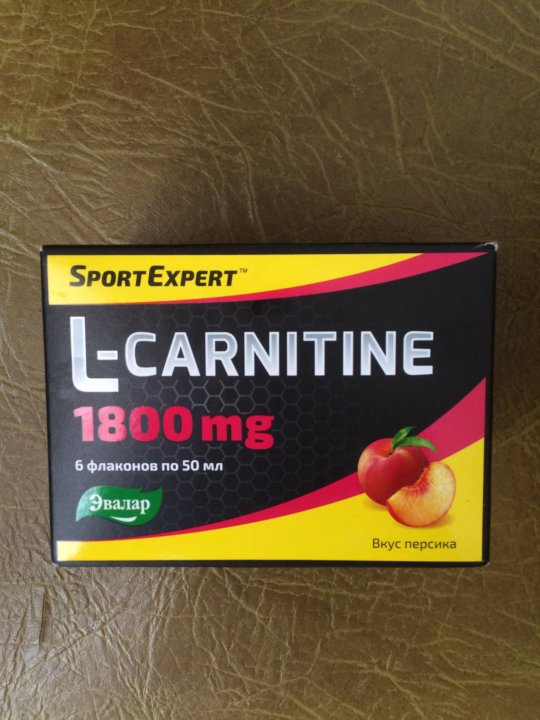 SPORTEXPERT™
L-CARNITINE
1800 mg
6 флаконов по 50 мл
Эвалар
Вкус персика